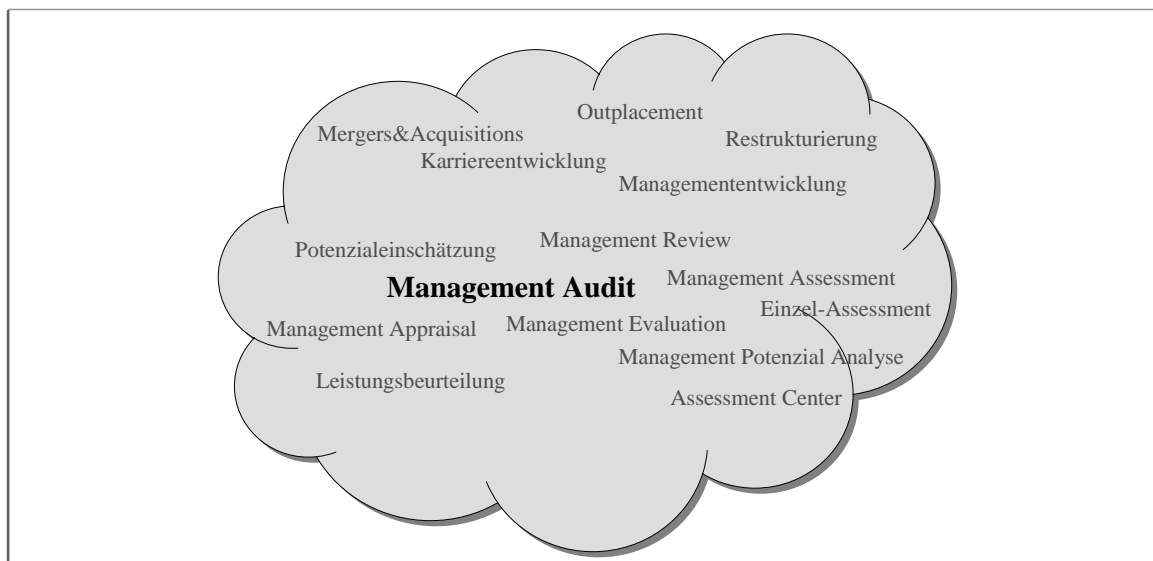 Outplacement
Mergers&Acquisitions
Restrukturierung
Karriereentwicklung
Managemententwicklung
Management Review
Potenzialeinschätzung
Management Assessment
Management Audit
Einzel-Assessment
Management Evaluation
Management Appraisal
Management Potenzial Analyse
Leistungsbeurteilung
Assessment Center